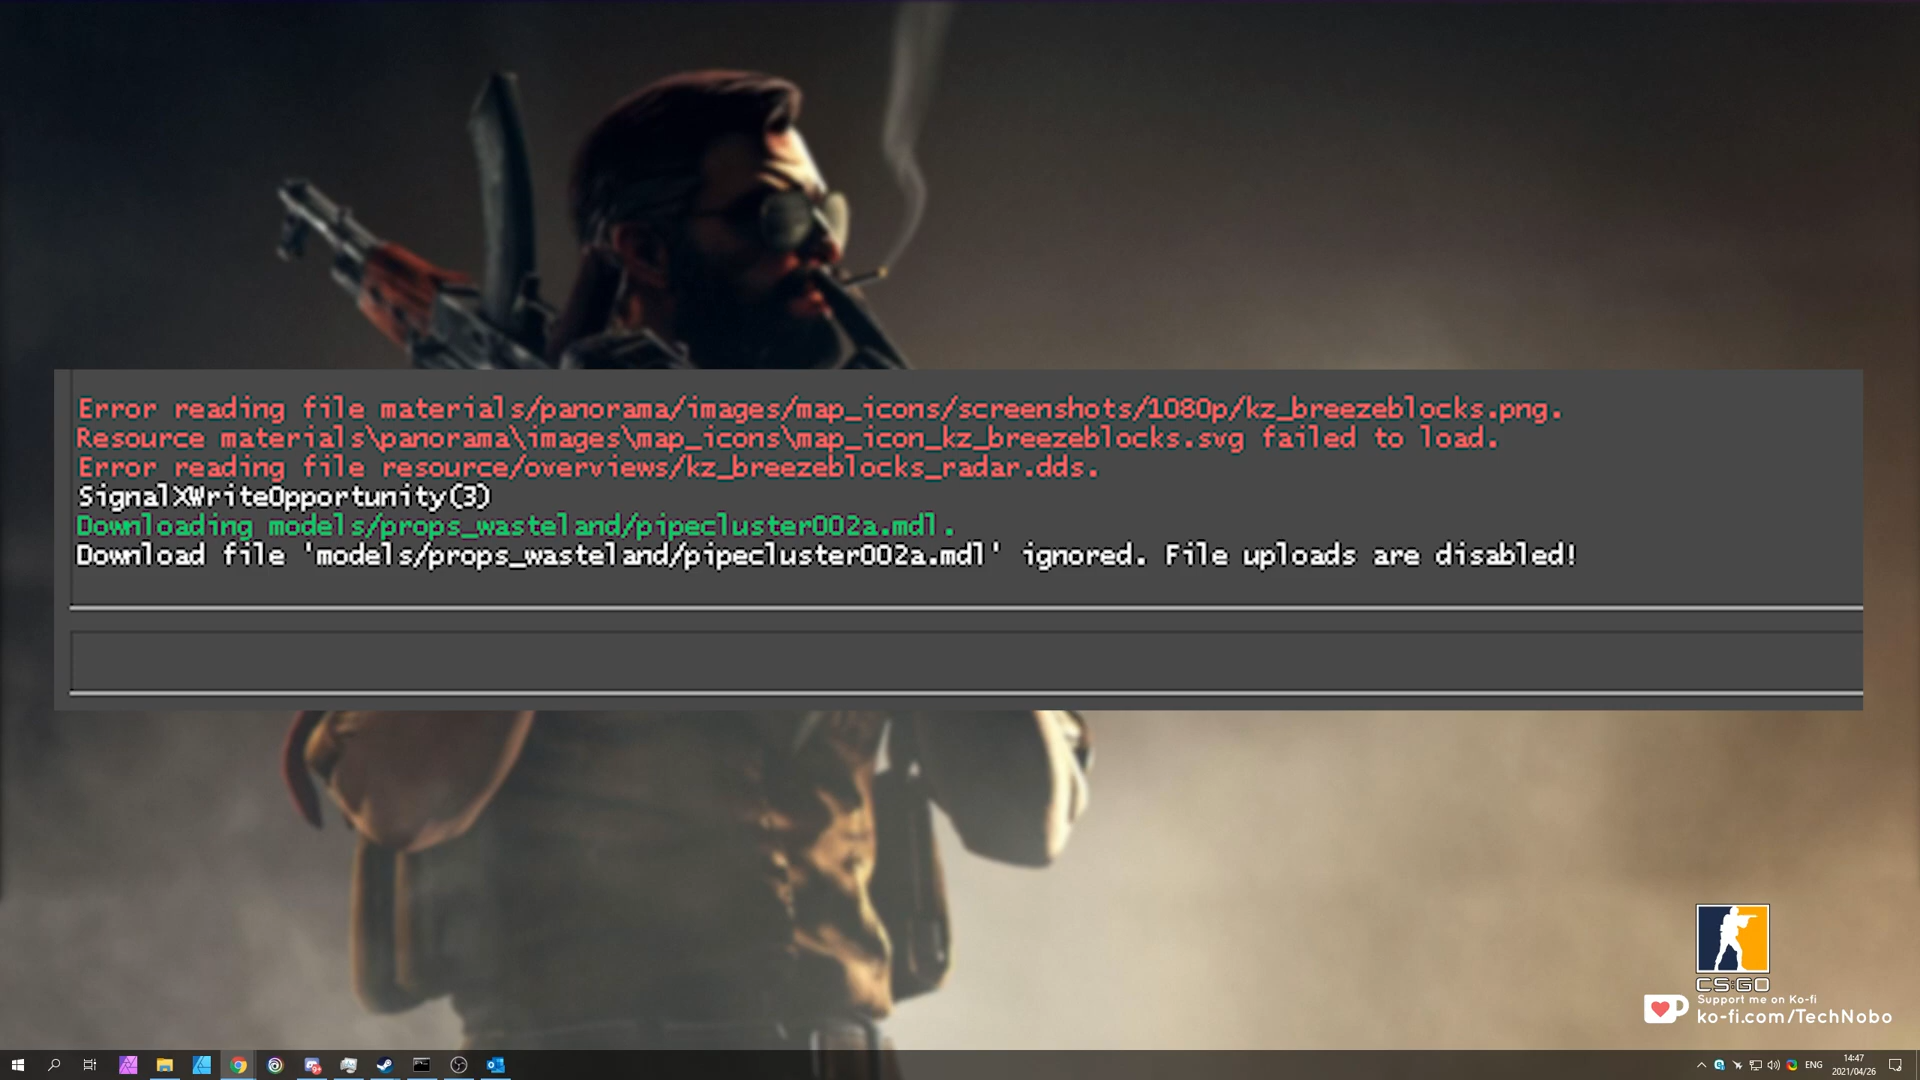 Error reading file materials/panorama/images/map_icons/screenshots/1080p/kz_breezeblocks.png.
Resource materials\panorama\images\map_icons\map_icon_kz_breezeblocks.svg failed to load.
Error reading file resource/overviews/kz_breezeblocks_radar.dds.
SignalXWriteOpportunity(3)
Downloading models/props_wasteland/pipecluster002a.mdl.
Download file 'models/props_wasteland/pipecluster002a.mdl' ignored. File uploads are disabled!
CS:GO
Support me on Ko-fi
ko-fi.com/TechNobo
ENG
14:47
2021/04/26